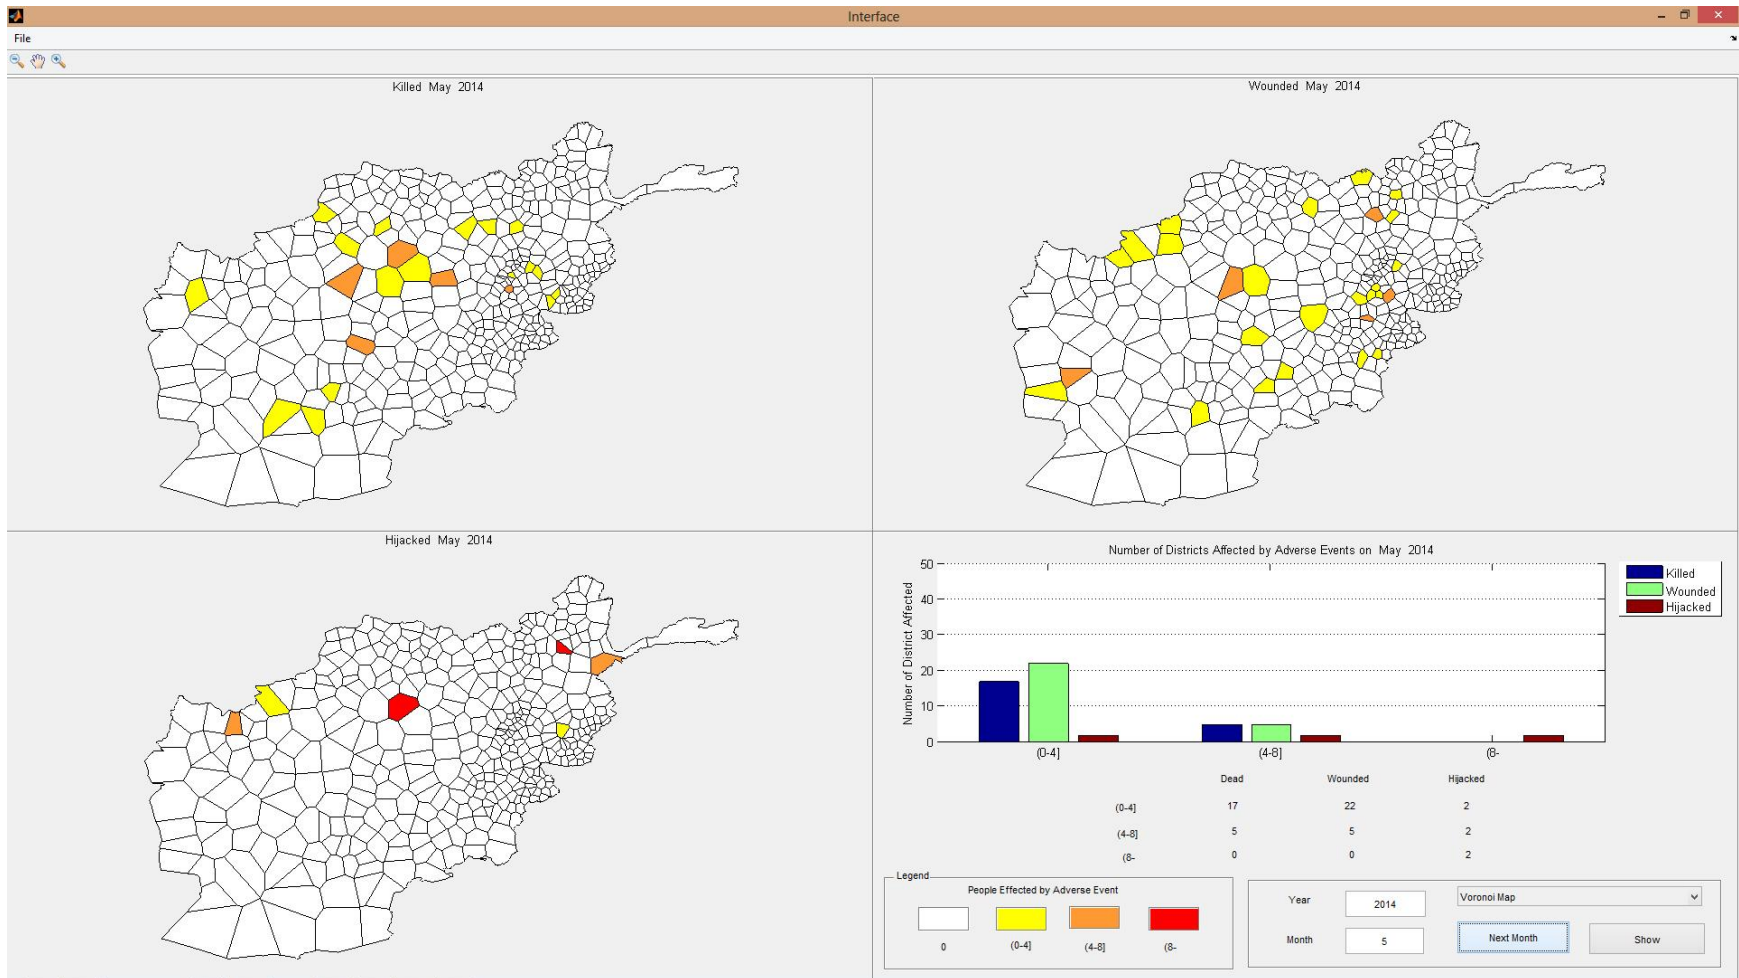 Interface
File
Killed May 2014
Wounded May 2014
Hijacked May 2014
Number of Districts Affected by Adverse Events on May 2014
Number of District Affected
50
40
30
20
10
0
(0-4]
(4-8]
(8-
Killed
Wounded
Hijacked
Dead Wounded Hijacked
(0-4] 17 22 2
(4-8] 5 5 2
(8- 0 0 2
Legend
People Effected by Adverse Event
0 (0-4] (4-8] (8-
Year 2014 Voronoi Map
Month 5 Next Month Show